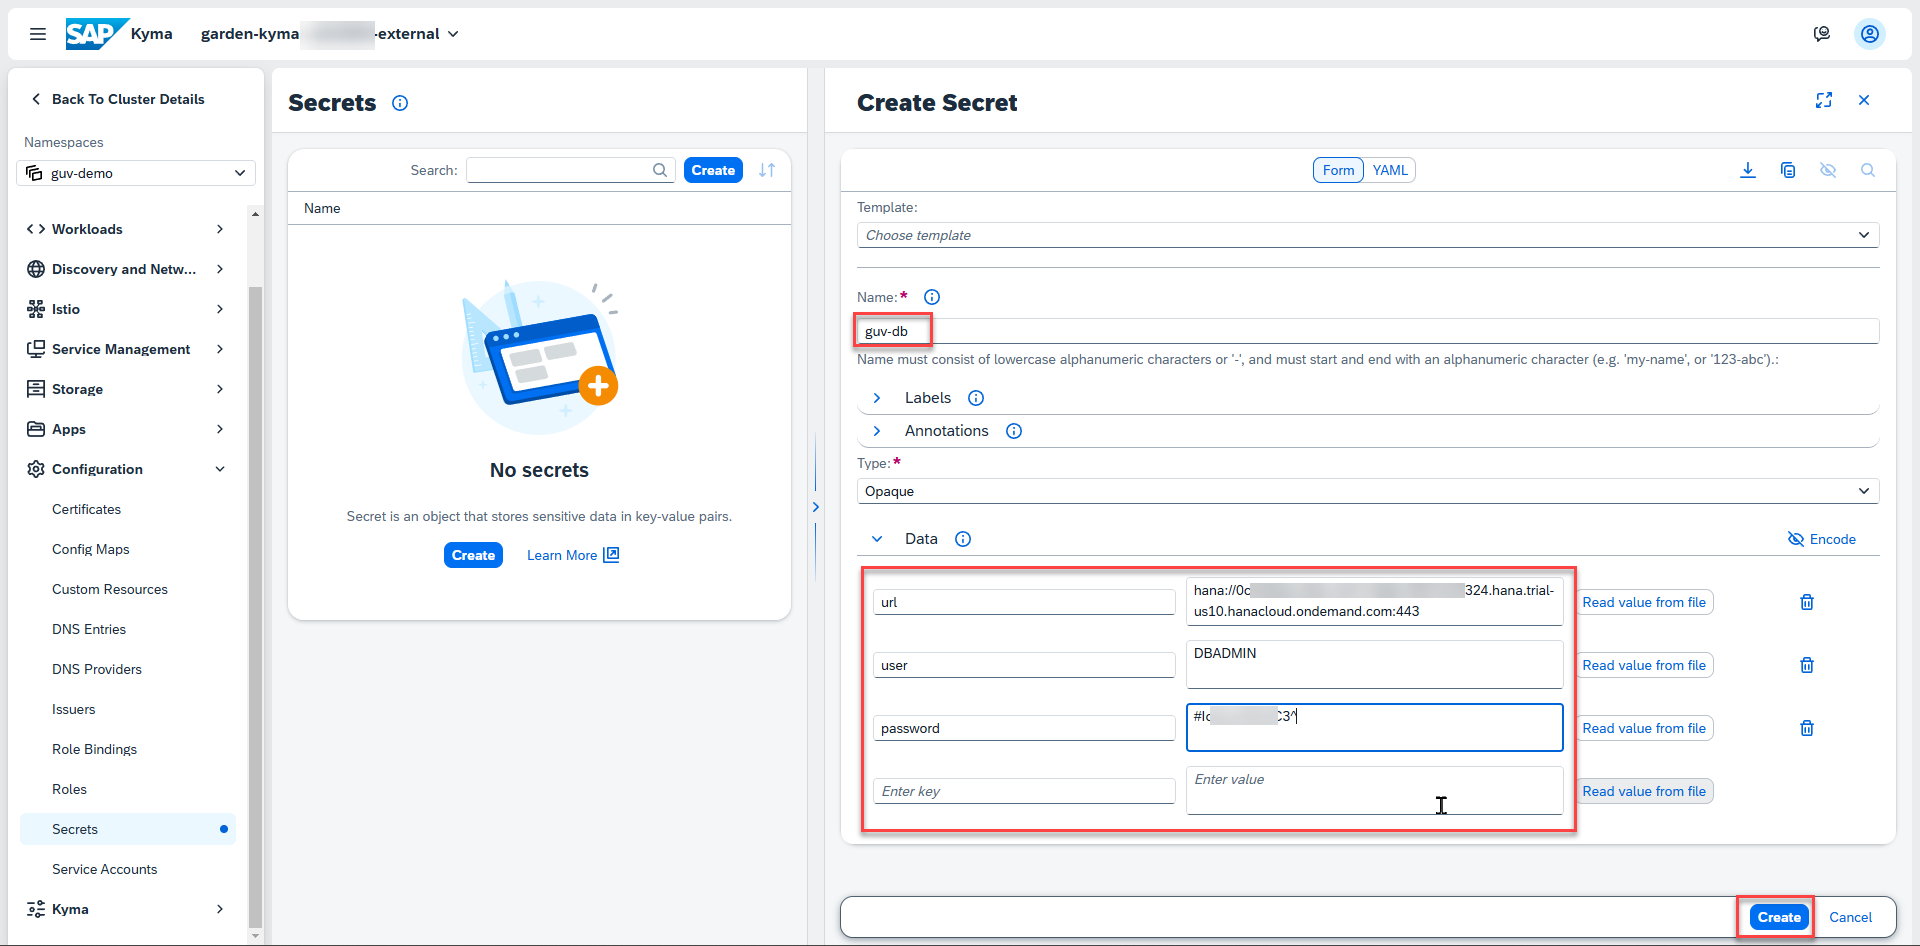 SAP Kyma garden-kyma -external
Back To Cluster Details
Namespaces
guv-demo
Workloads
Discovery and Netw...
Istio
Service Management
Storage
Apps
Configuration
Certificates
Config Maps
Custom Resources
DNS Entries
DNS Providers
Issuers
Role Bindings
Roles
Secrets
Service Accounts
Kyma
Secrets
Search: Create
Name
No secrets
Secret is an object that stores sensitive data in key-value pairs.
Create Learn More
Create Secret
Form YAML
Template:
Choose template
Name:*
guv-db
Name must consist of lowercase alphanumeric characters or '-', and must start and end with an alphanumeric character (e.g. 'my-name', or '123-abc').:
Labels
Annotations
Type:*
Opaque
Data Encode
url hana://0c 324.hana.trial-
us10.hanacloud.ondemand.com:443 Read value from file
user DBADMIN Read value from file
password C3^ Read value from file
Enter key Enter value Read value from file
Create Cancel